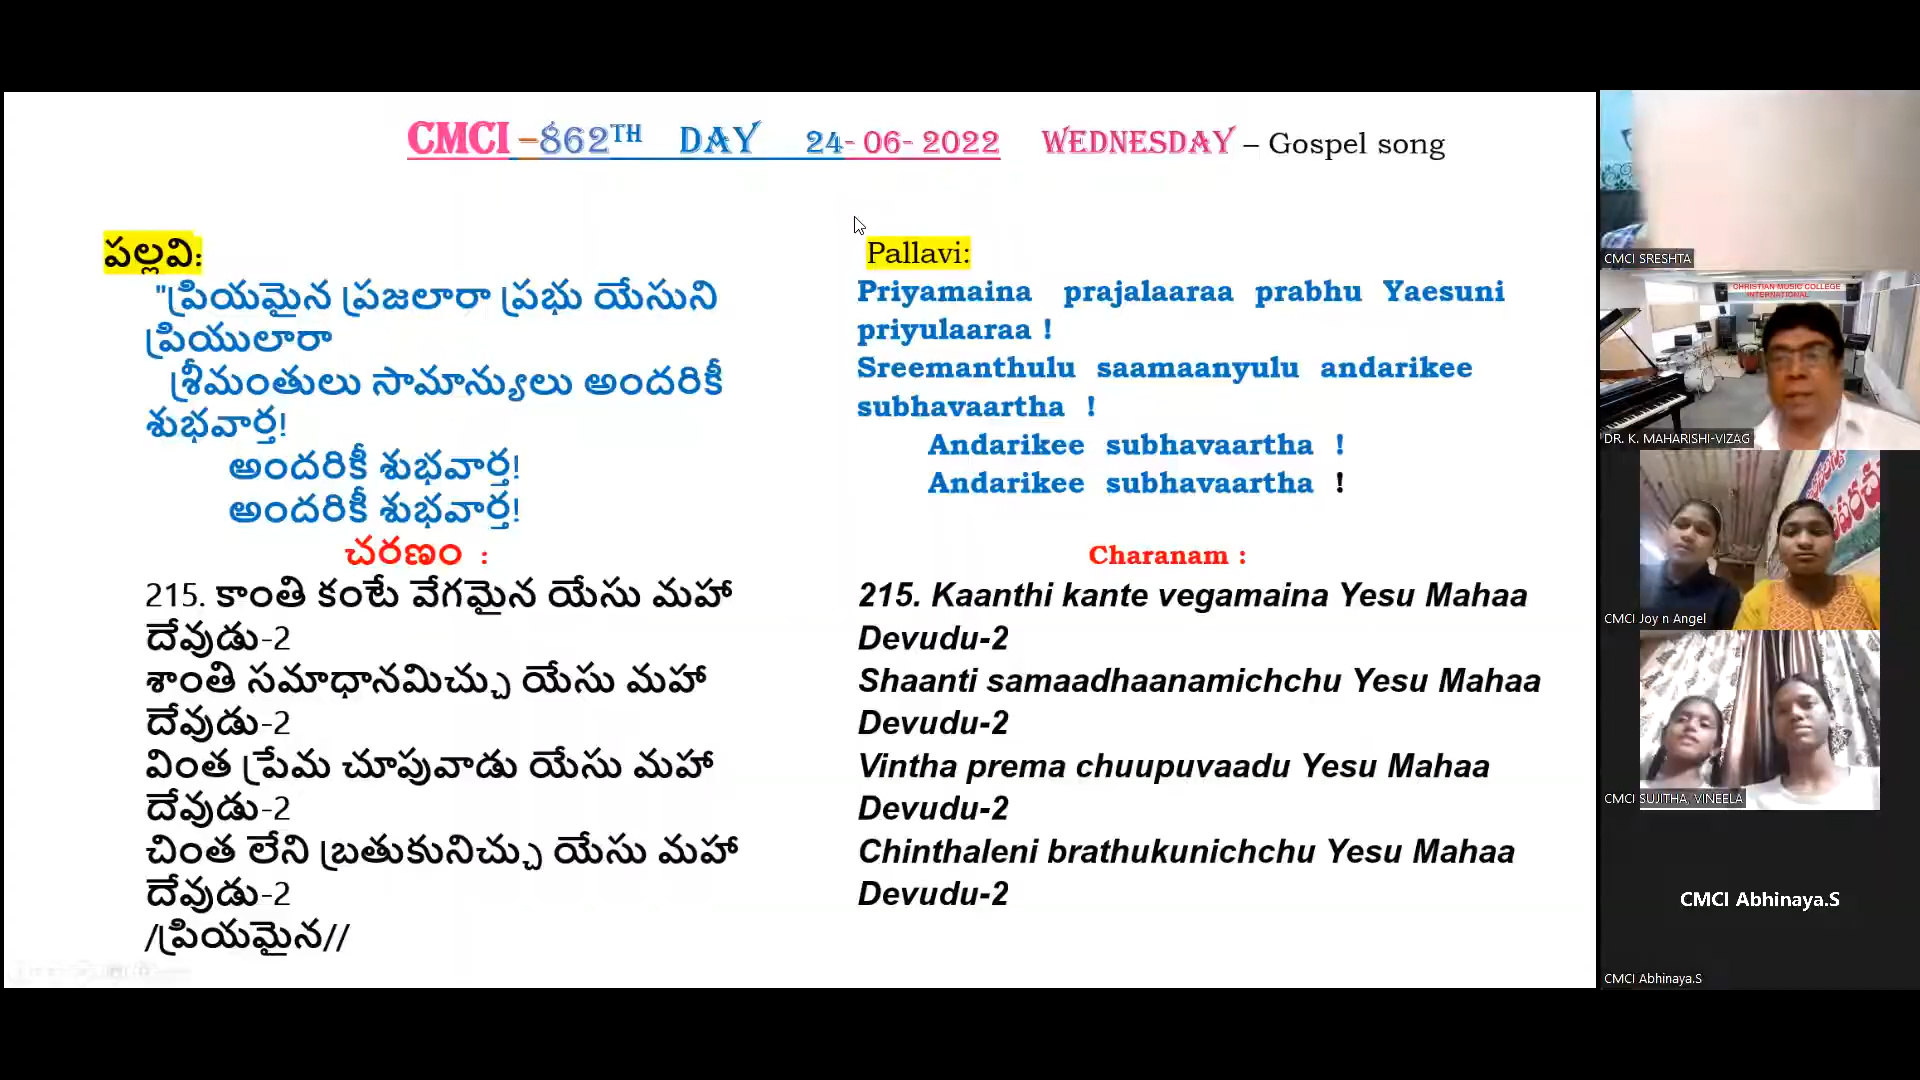 CMCI –862TH DAY 24- 06- 2022 WEDNESDAY – Gospel song
పల్లవి:
"ప్రియమైన ప్రజలారా ప్రభు యేసుని
ప్రియులారా
శ్రీమంతులు సామాన్యులు అందరికీ
శుభవార్త!
అందరికీ శుభవార్త!
అందరికీ శుభవార్త!
చరణం :
215. కాంతి కంటే వేగమైన యేసు మహా
దేవుడు-2
శాంతి సమాధానమిచ్చు యేసు మహా
దేవుడు-2
వింత ప్రేమ చూపువాడు యేసు మహా
దేవుడు-2
చింత లేని బ్రతుకునిచ్చు యేసు మహా
దేవుడు-2
/ప్రియమైన//
Pallavi:
Priyamaina prajalaaraa prabhu Yaesuni
priyulaaraa !
Sreemanthulu saamaanyulu andarikee
subhavaartha !
Andarikee subhavaartha !
Andarikee subhavaartha !
Charanam :
215. Kaanthi kante vegamaina Yesu Mahaa
Devudu-2
Shaanti samaadhaanamichchu Yesu Mahaa
Devudu-2
Vintha prema chuupuvaadu Yesu Mahaa
Devudu-2
Chinthaleni brathukunichchu Yesu Mahaa
Devudu-2
CMCI SRESHTA
CHRISTIAN MUSIC COLLEGE
INTERNATIONAL
DR. K. MAHARISHI-VIZAG
CMCI Joy n Angel
CMCI SUJITHA, VINEELA
CMCI Abhinaya.S
CMCI Abhinaya.S